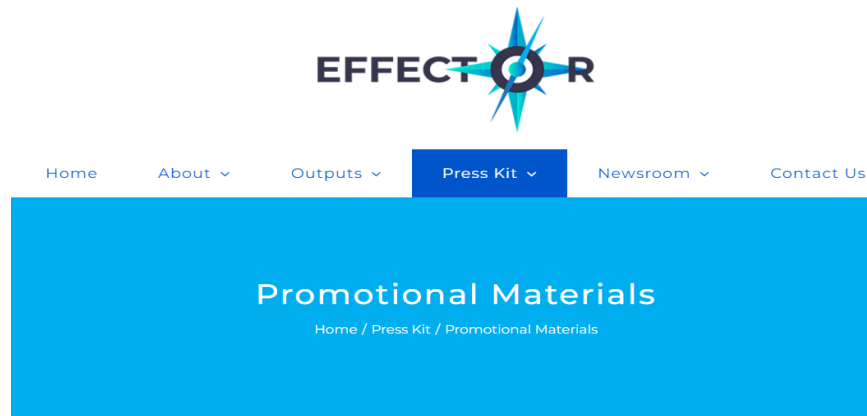 EFFECTOR
Home About Outputs Press Kit Newsroom Contact Us
Promotional Materials
Home / Press Kit / Promotional Materials